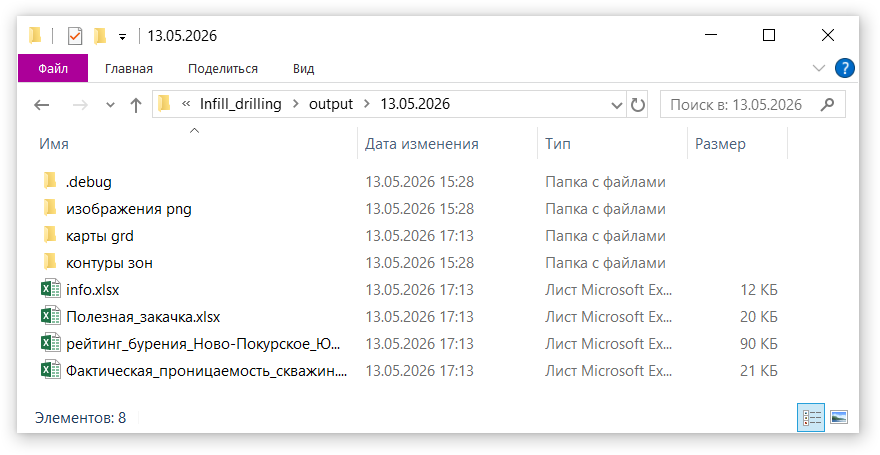 13.05.2026
Файл Главная Поделиться Вид
« Infill_drilling > output > 13.05.2026 Поиск в: 13.05.2026
Имя Дата изменения Тип Размер
.debug 13.05.2026 15:28 Папка с файлами
изображения png 13.05.2026 15:28 Папка с файлами
карты grd 13.05.2026 17:13 Папка с файлами
контуры зон 13.05.2026 15:28 Папка с файлами
info.xlsx 13.05.2026 17:13 Лист Microsoft Ex... 12 КБ
Полезная_закачка.xlsx 13.05.2026 17:13 Лист Microsoft Ex... 20 КБ
рейтинг_бурения_Ново-Покурское_Ю... 13.05.2026 17:13 Лист Microsoft Ex... 90 КБ
Фактическая_проницаемость_скважин.... 13.05.2026 17:13 Лист Microsoft Ex... 21 КБ
Элементов: 8